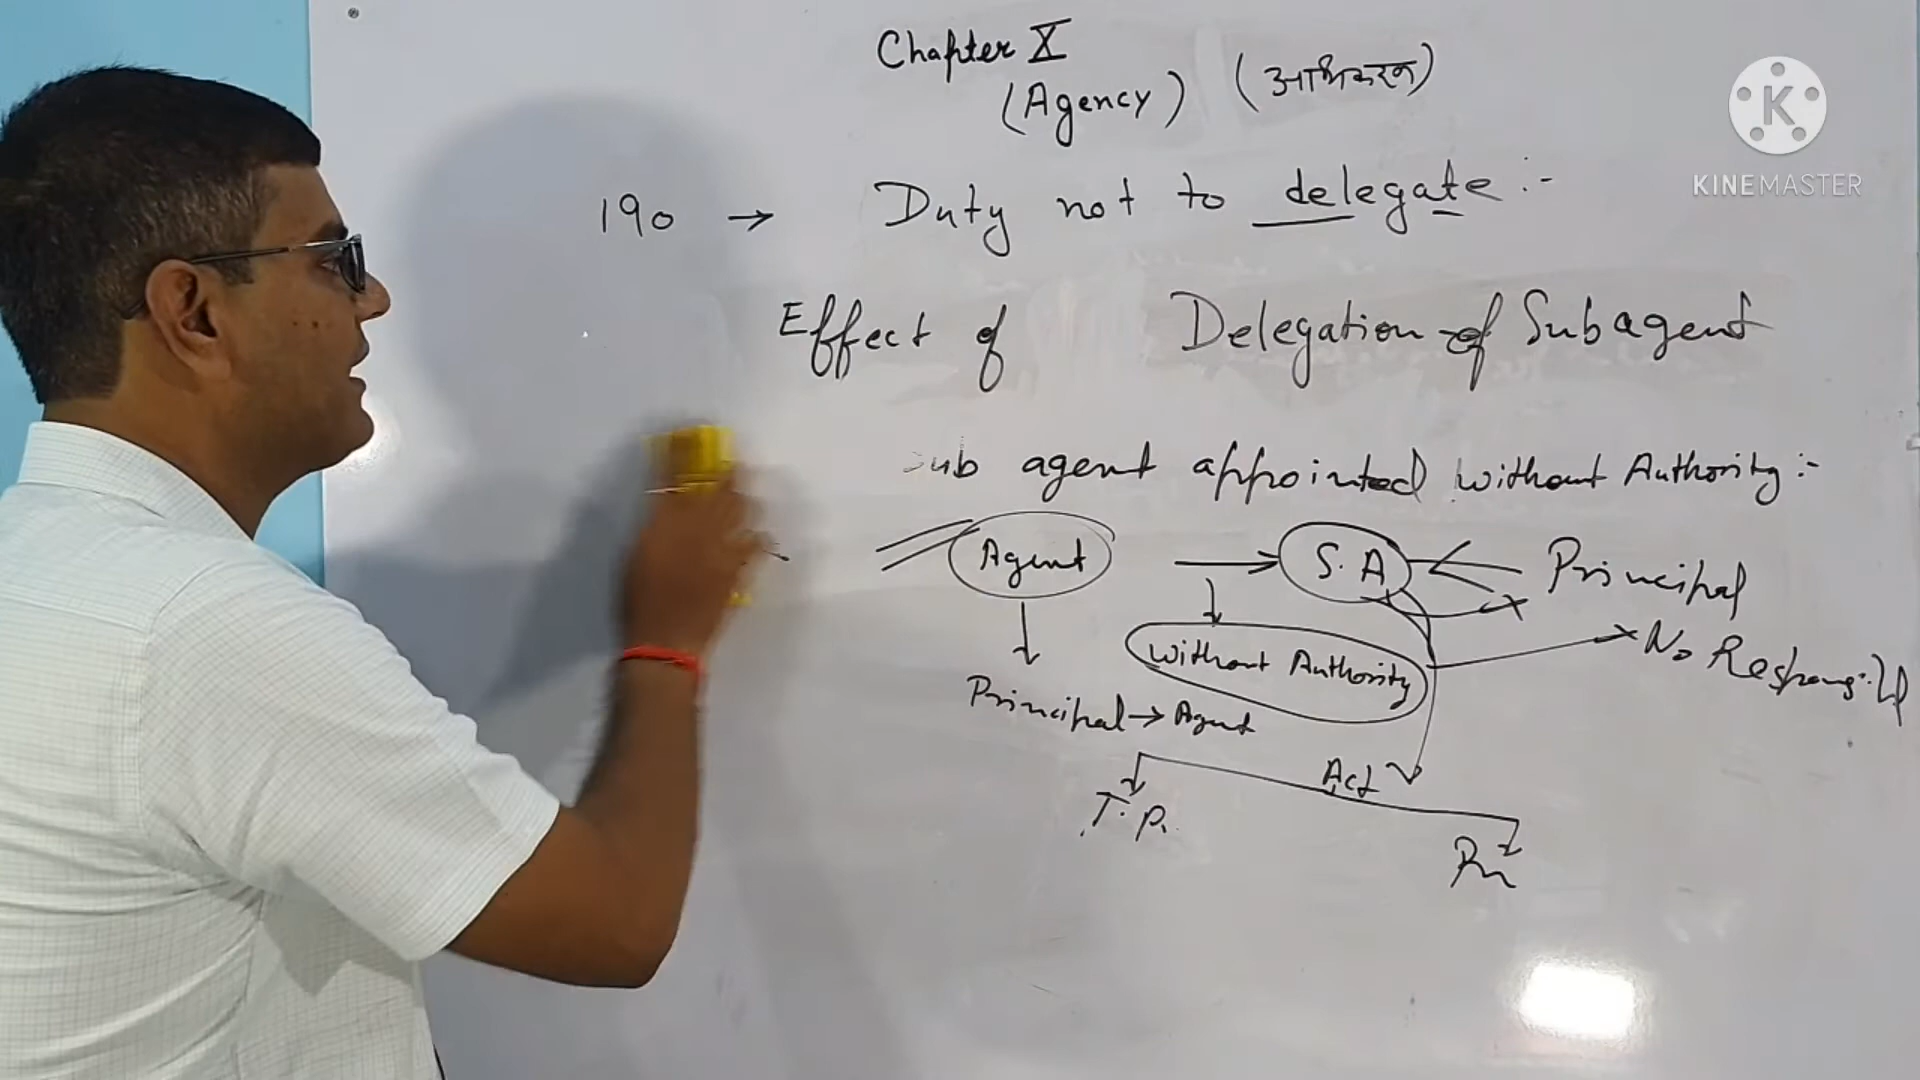 Chapter X
(Agency) (अभिकरण)
190 → Duty not to delegate :-
Effect of Delegation of Subagent
Sub agent appointed without Authority :-
Agent → S.A Principal
without Authority
No
Principal → Agent
Act
T.P.
KINEMASTER